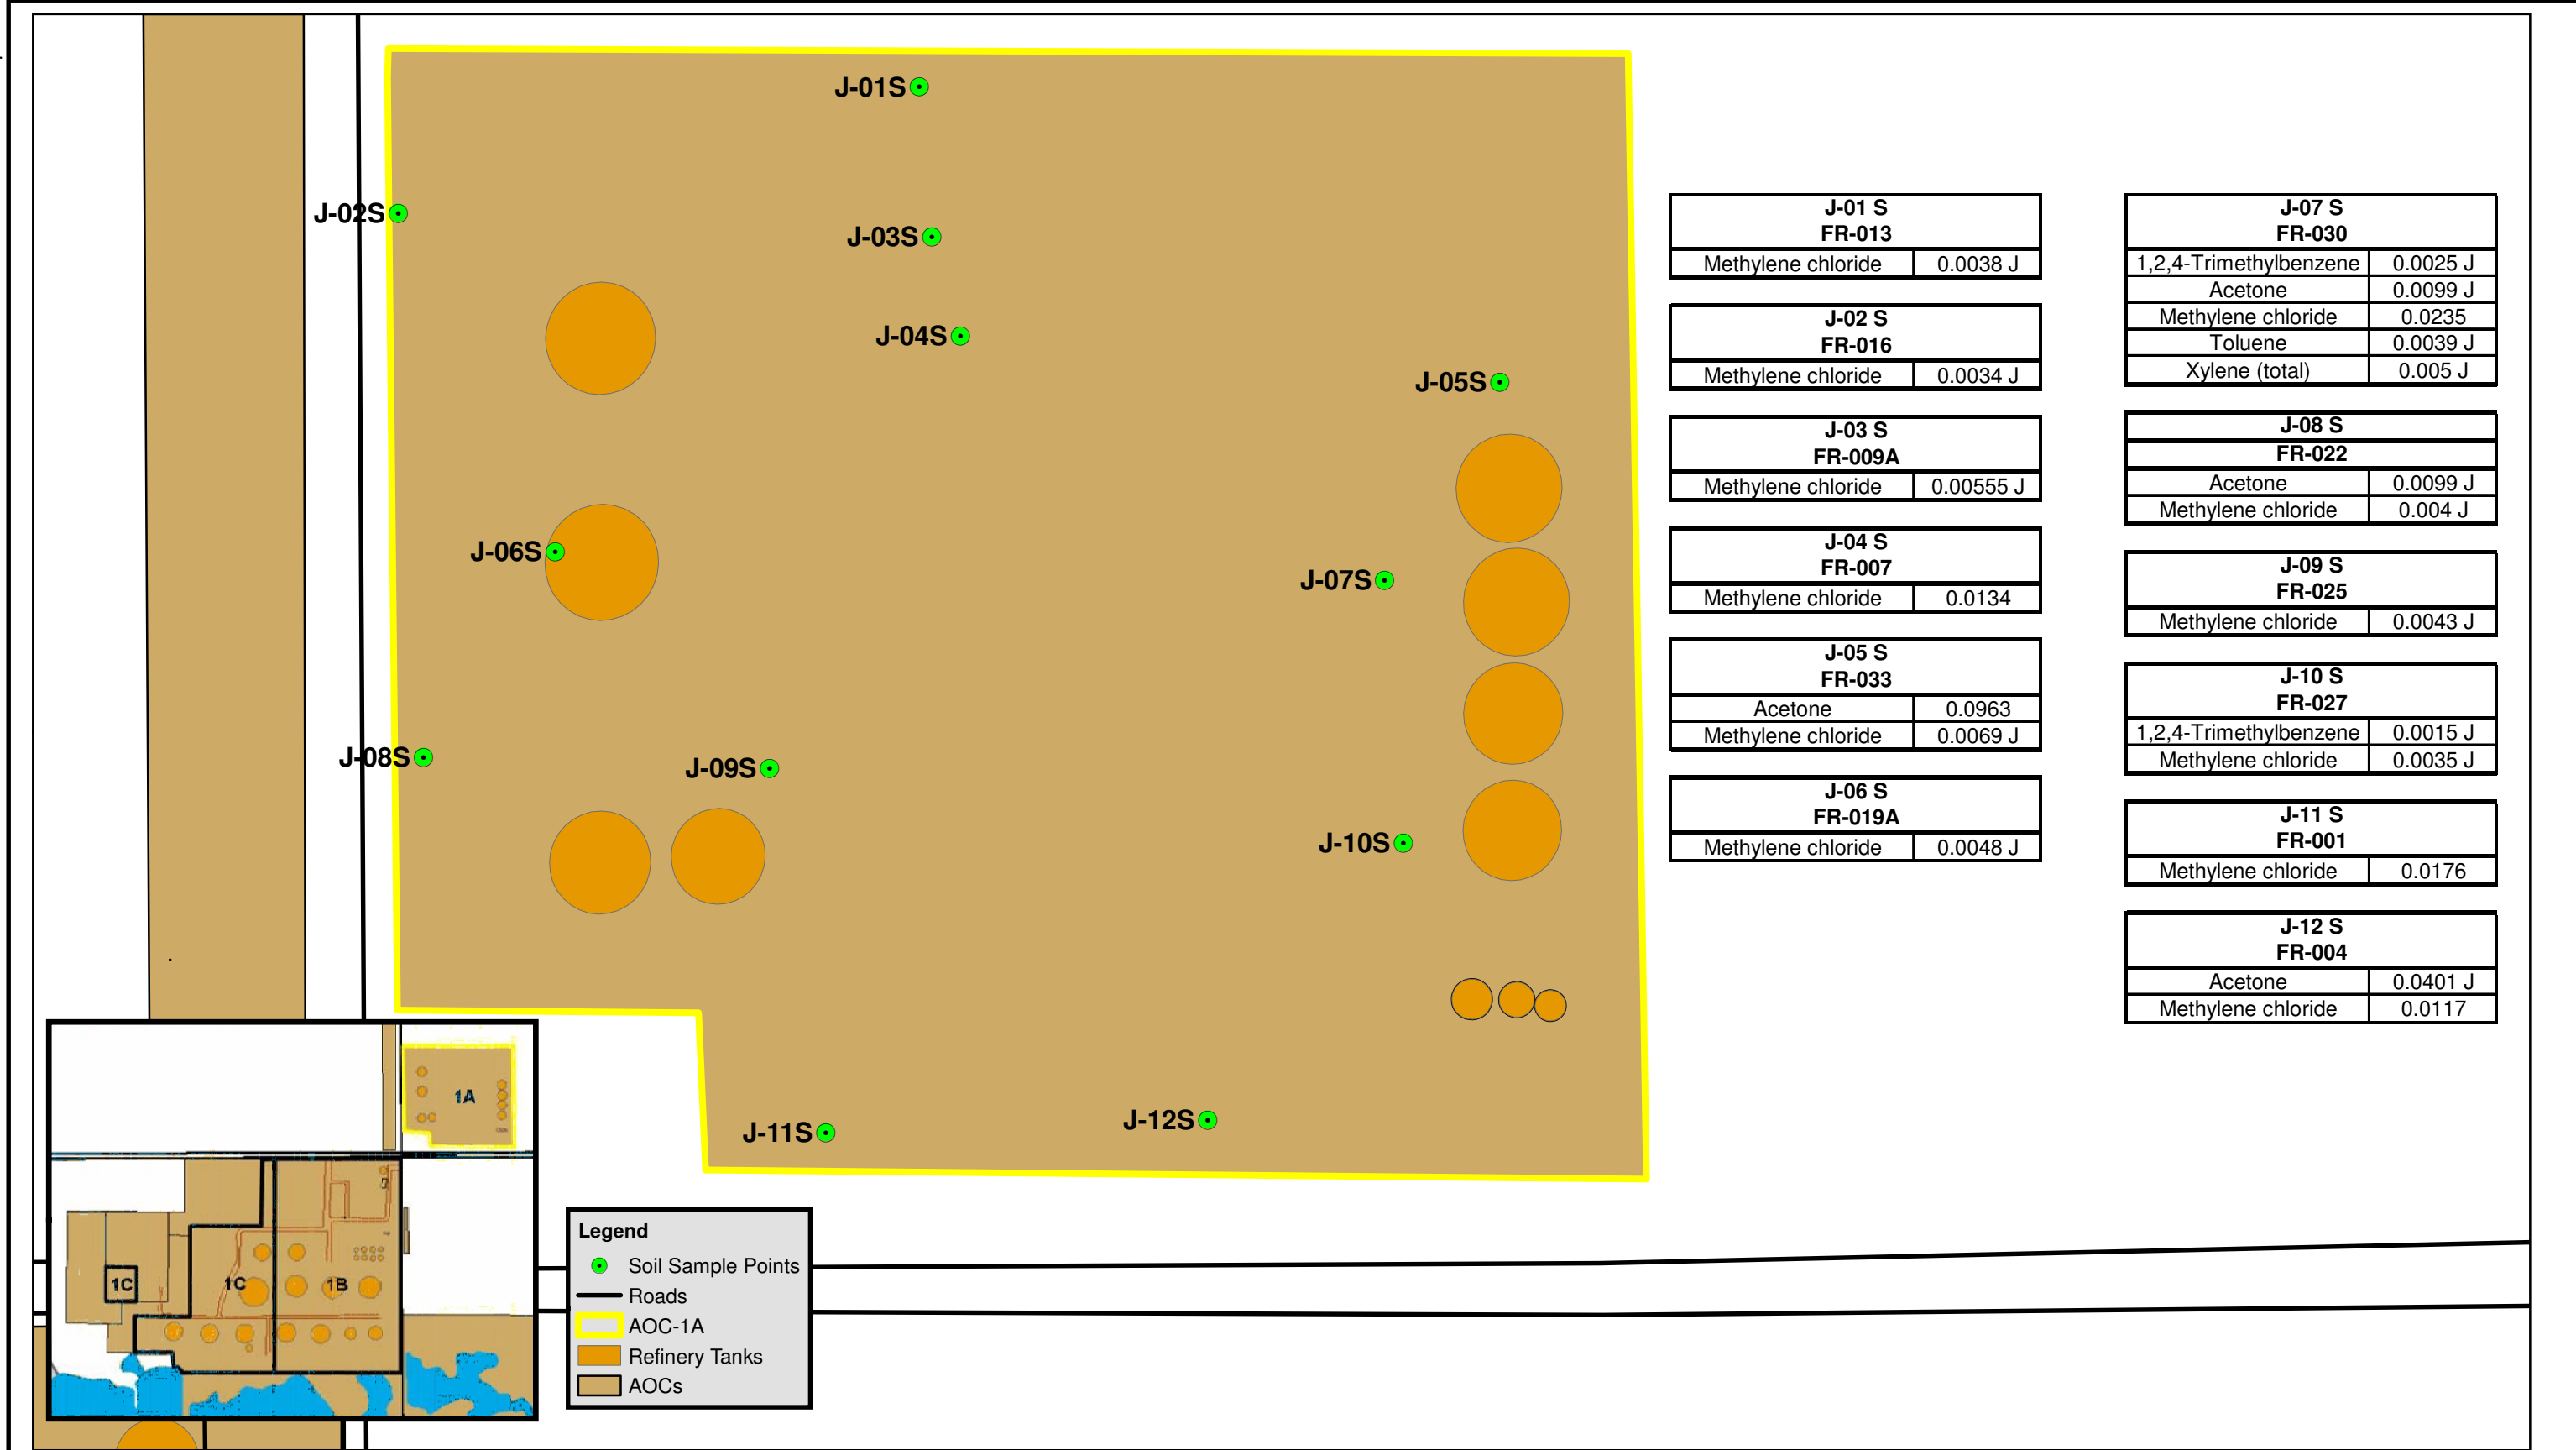 J-01S
J-02S
J-03S
J-04S
J-05S
J-06S
J-07S
J-08S
J-09S
J-10S
J-11S
J-12S
J-01 S
FR-013
Methylene chloride 0.0038 J
J-02 S
FR-016
Methylene chloride 0.0034 J
J-03 S
FR-009A
Methylene chloride 0.00555 J
J-04 S
FR-007
Methylene chloride 0.0134
J-05 S
FR-033
Acetone 0.0963
Methylene chloride 0.0069 J
J-06 S
FR-019A
Methylene chloride 0.0048 J
J-07 S
FR-030
1,2,4-Trimethylbenzene 0.0025 J
Acetone 0.0099 J
Methylene chloride 0.0235
Toluene 0.0039 J
Xylene (total) 0.005 J
J-08 S
FR-022
Acetone 0.0099 J
Methylene chloride 0.004 J
J-09 S
FR-025
Methylene chloride 0.0043 J
J-10 S
FR-027
1,2,4-Trimethylbenzene 0.0015 J
Methylene chloride 0.0035 J
J-11 S
FR-001
Methylene chloride 0.0176
J-12 S
FR-004
Acetone 0.0401 J
Methylene chloride 0.0117
1A
1C
1C
1B
Legend
Soil Sample Points
Roads
AOC-1A
Refinery Tanks
AOCs